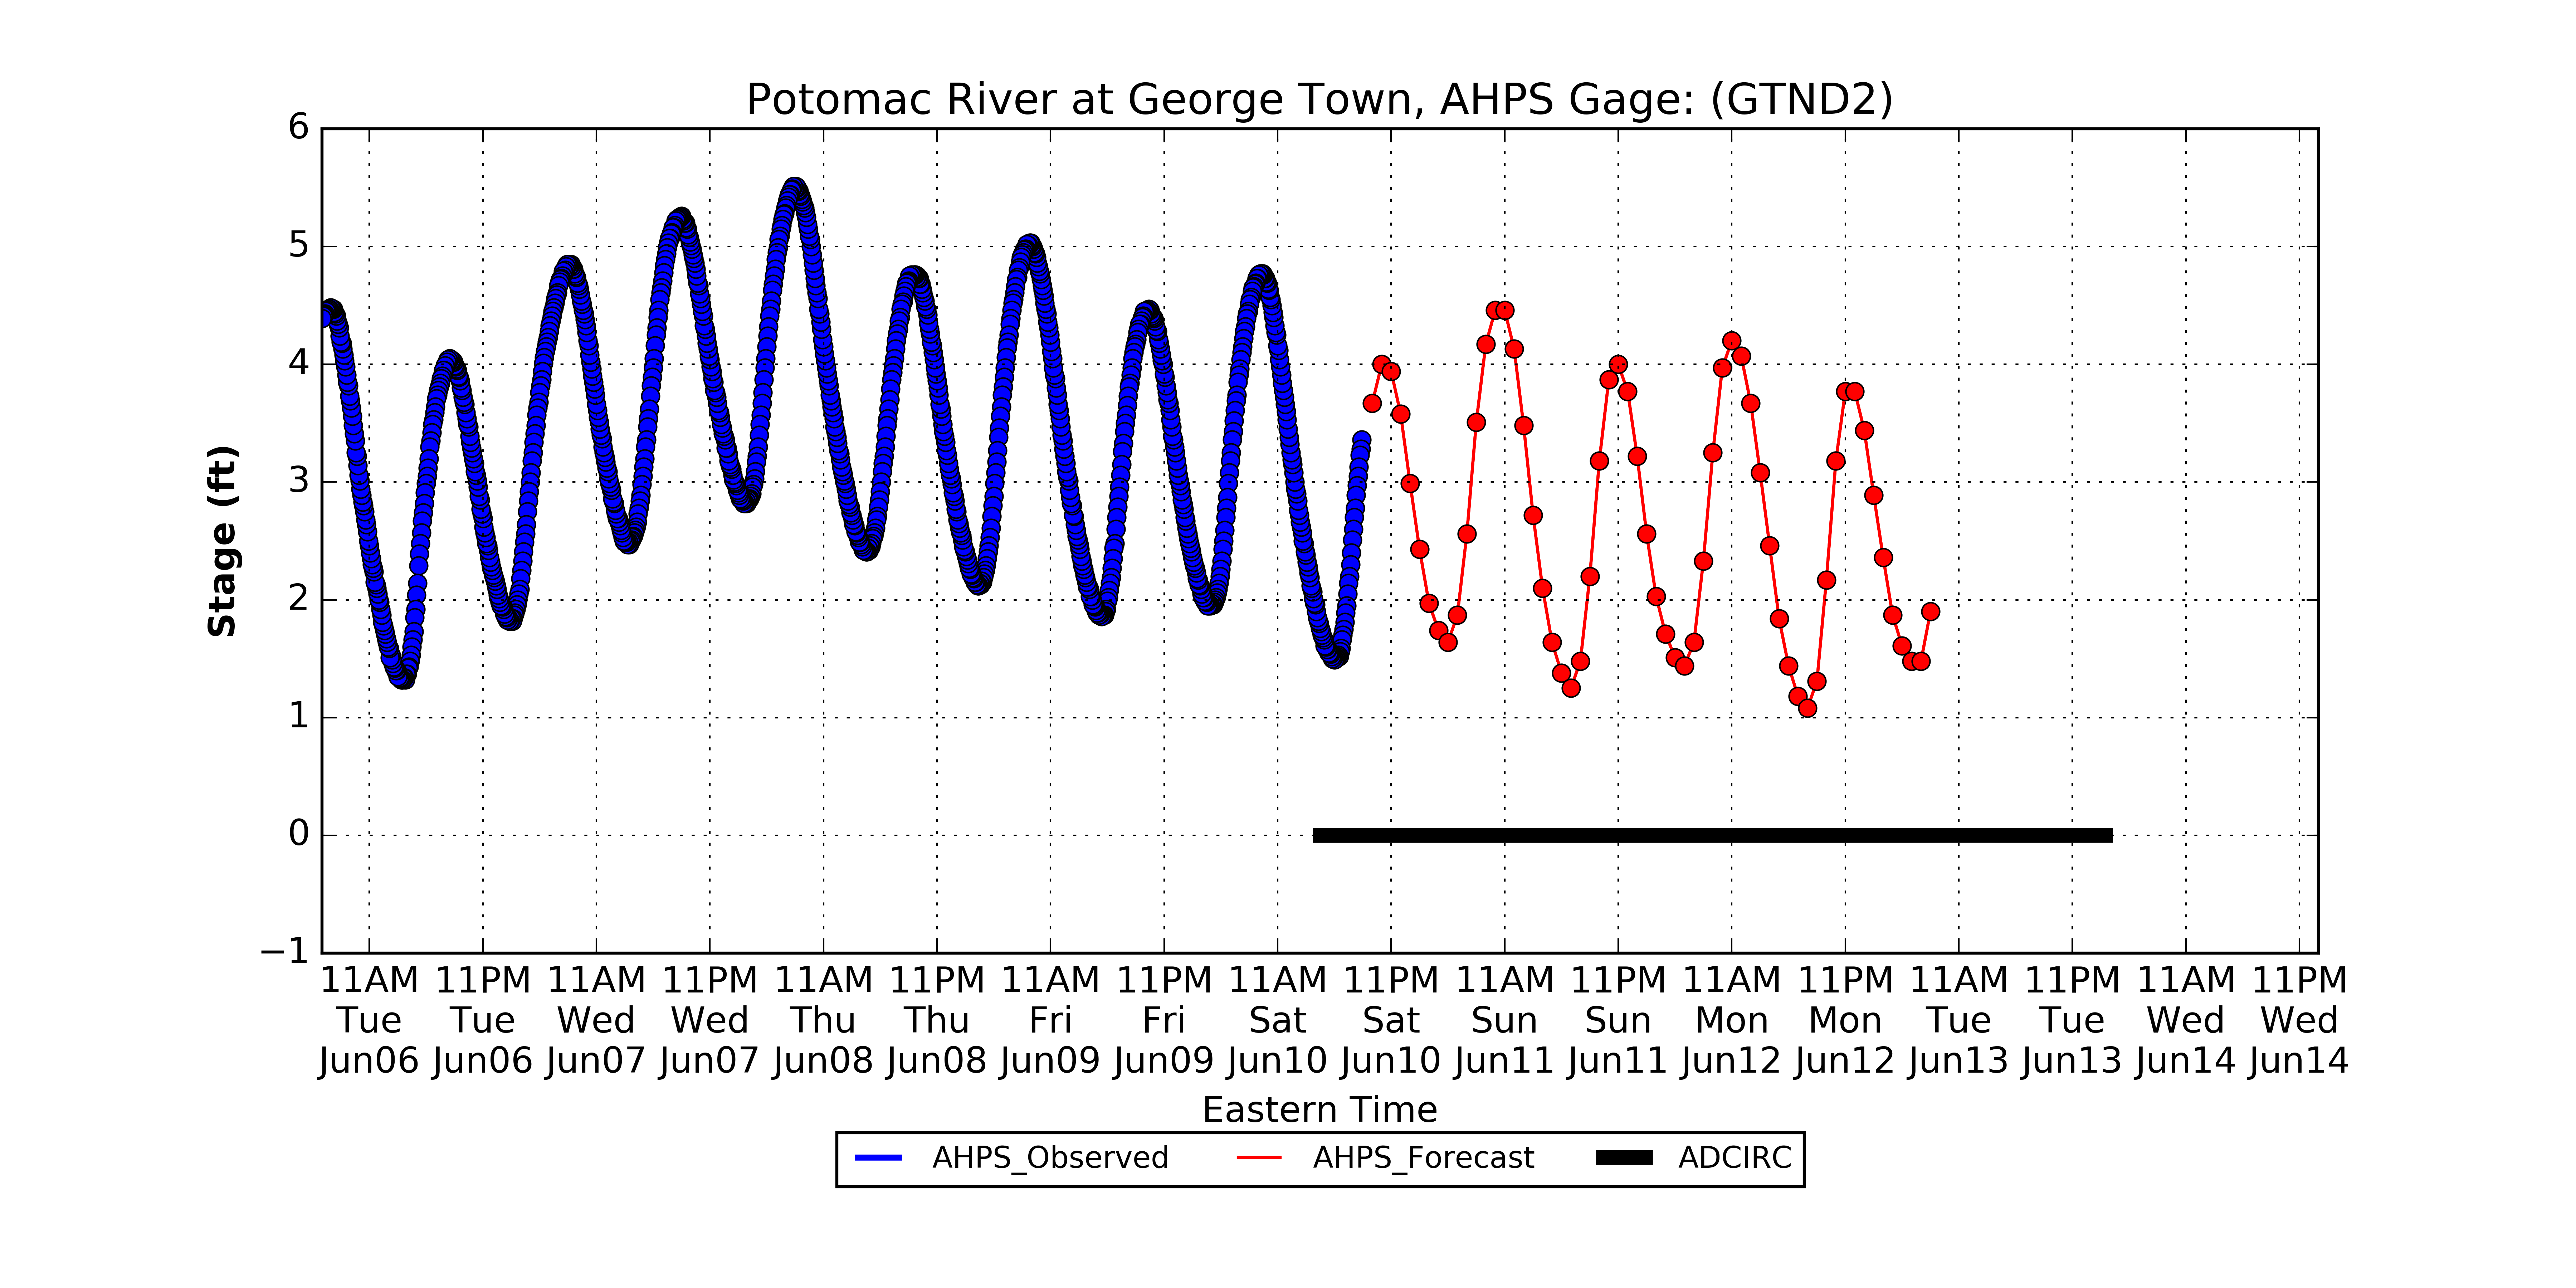 Potomac River at George Town, AHPS Gage: (GTND2)
6
5
4
3
2
1
0
−1
Stage (ft)
11AM 11PM 11AM 11PM 11AM 11PM 11AM 11PM 11AM 11PM 11AM 11PM 11AM 11PM 11AM 11PM 11AM 11PM
Tue Tue Wed Wed Thu Thu Fri Fri Sat Sat Sun Sun Mon Mon Tue Tue Wed Wed
Jun06 Jun06 Jun07 Jun07 Jun08 Jun08 Jun09 Jun09 Jun10 Jun10 Jun11 Jun11 Jun12 Jun12 Jun13 Jun13 Jun14 Jun14
Eastern Time
AHPS_Observed AHPS_Forecast ADCIRC